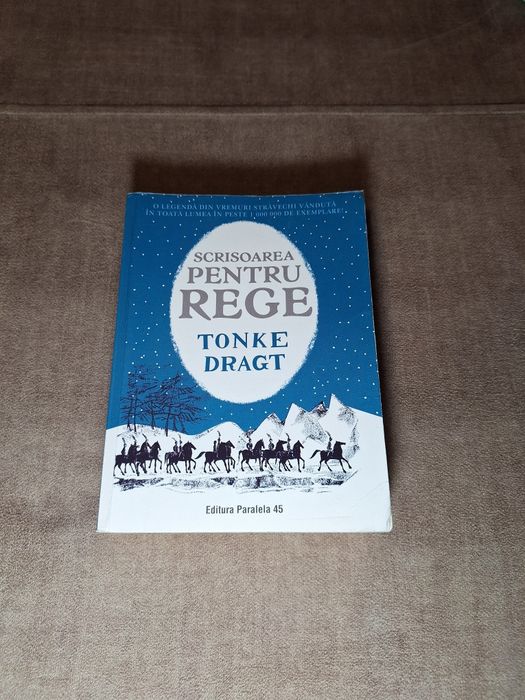 O LEGENDĂ DIN VREMURI STRĂVECHI VÂNDUTĂ
ÎN TOATĂ LUMEA ÎN PESTE 1 000 000 DE EXEMPLARE!
SCRISOAREA
PENTRU
REGE
TONKE
DRAGT
Editura Paralela 45